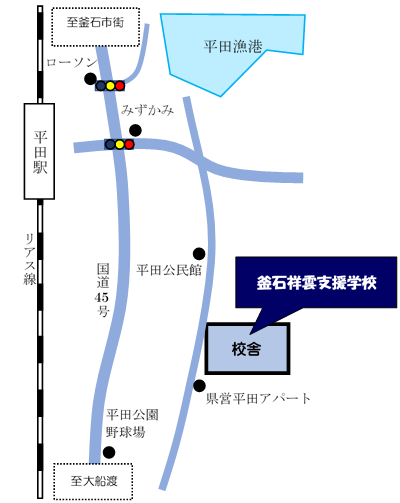 至釜石市街
ローソン
平田漁港
みずかみ
平田駅
リアス線
国道45号
平田公民館
釜石祥雲支援学校
校舎
県営平田アパート
平田公園
野球場
至大船渡